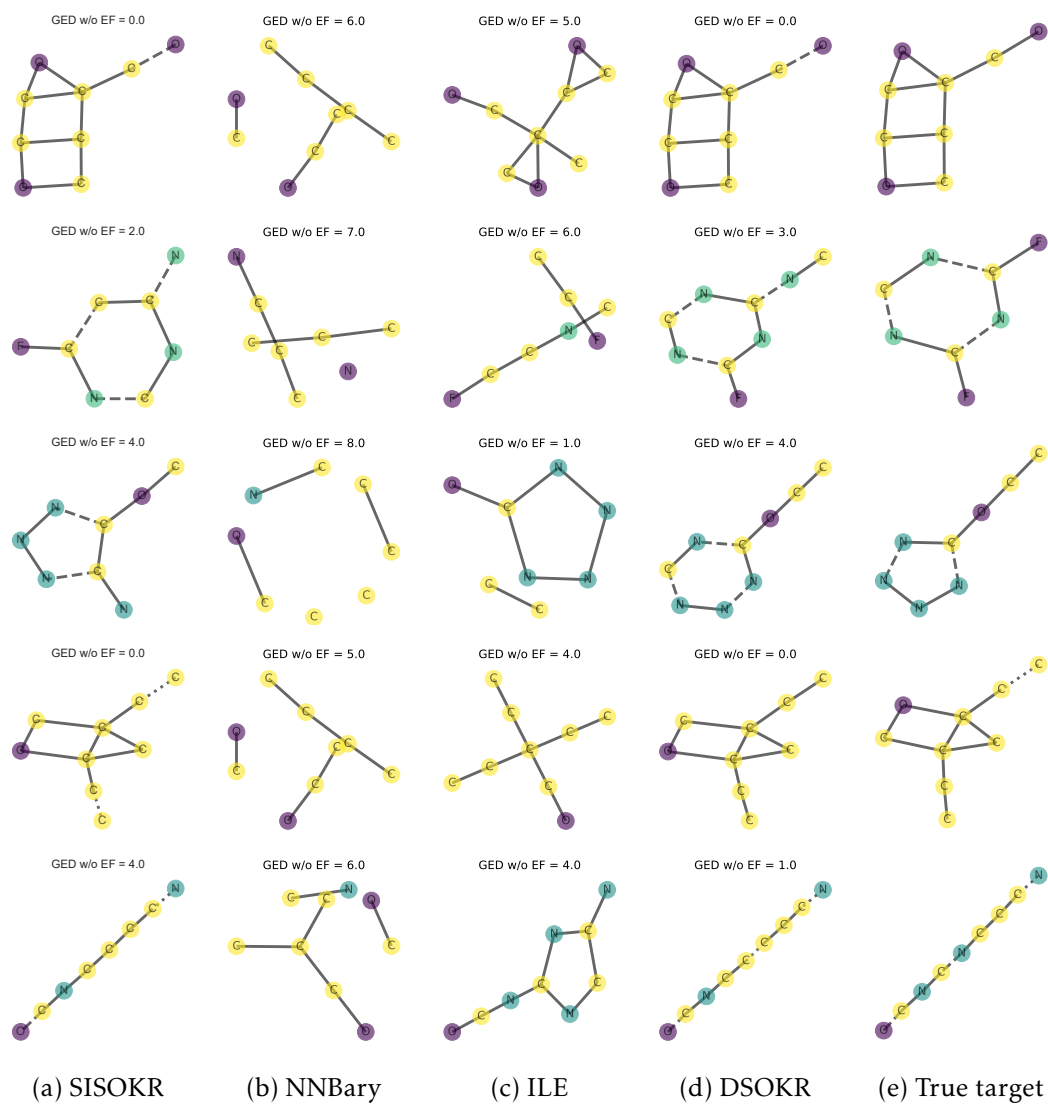 GED w/o EF = 0.0
GED w/o EF = 6.0
GED w/o EF = 5.0
GED w/o EF = 0.0
GED w/o EF = 2.0
GED w/o EF = 7.0
GED w/o EF = 6.0
GED w/o EF = 3.0
GED w/o EF = 4.0
GED w/o EF = 8.0
GED w/o EF = 1.0
GED w/o EF = 4.0
GED w/o EF = 0.0
GED w/o EF = 5.0
GED w/o EF = 4.0
GED w/o EF = 0.0
GED w/o EF = 4.0
GED w/o EF = 6.0
GED w/o EF = 4.0
GED w/o EF = 1.0
(a) SISOKR
(b) NNBary
(c) ILE
(d) DSOKR
(e) True target